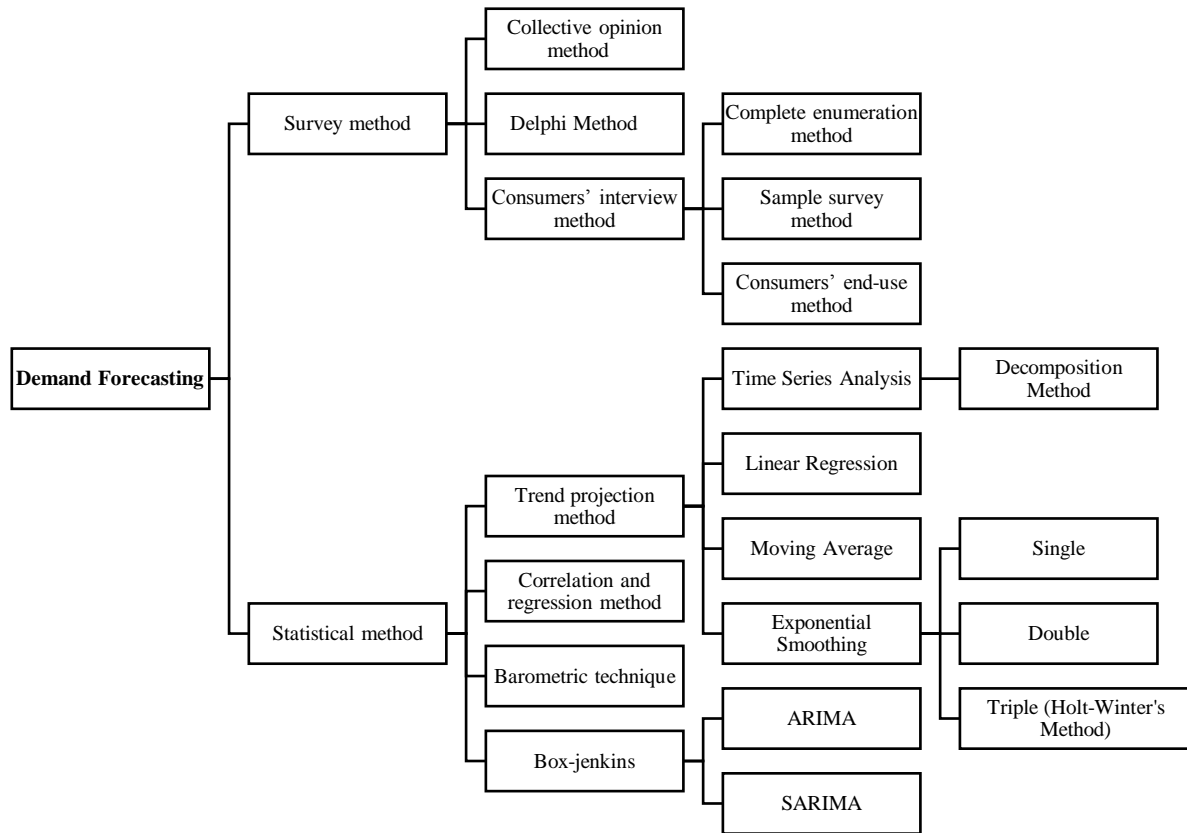 Collective opinion
method
Survey method
Delphi Method
Complete enumeration
method
Consumers’ interview
method
Sample survey
method
Consumers’ end-use
method
Demand Forecasting
Time Series Analysis
Decomposition
Method
Linear Regression
Trend projection
method
Moving Average
Single
Correlation and
regression method
Statistical method
Exponential
Smoothing
Double
Barometric technique
ARIMA
Triple (Holt-Winter's
Method)
Box-jenkins
SARIMA